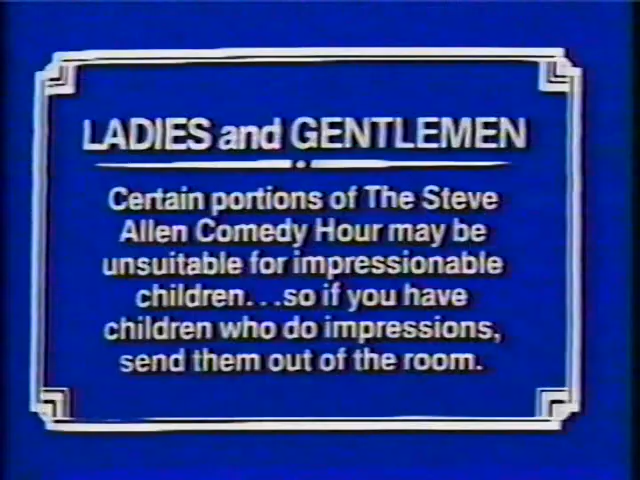 LADIES and GENTLEMEN
Certain portions of The Steve
Allen Comedy Hour may be
unsuitable for impressionable
children...so if you have
children who do impressions,
send them out of the room.